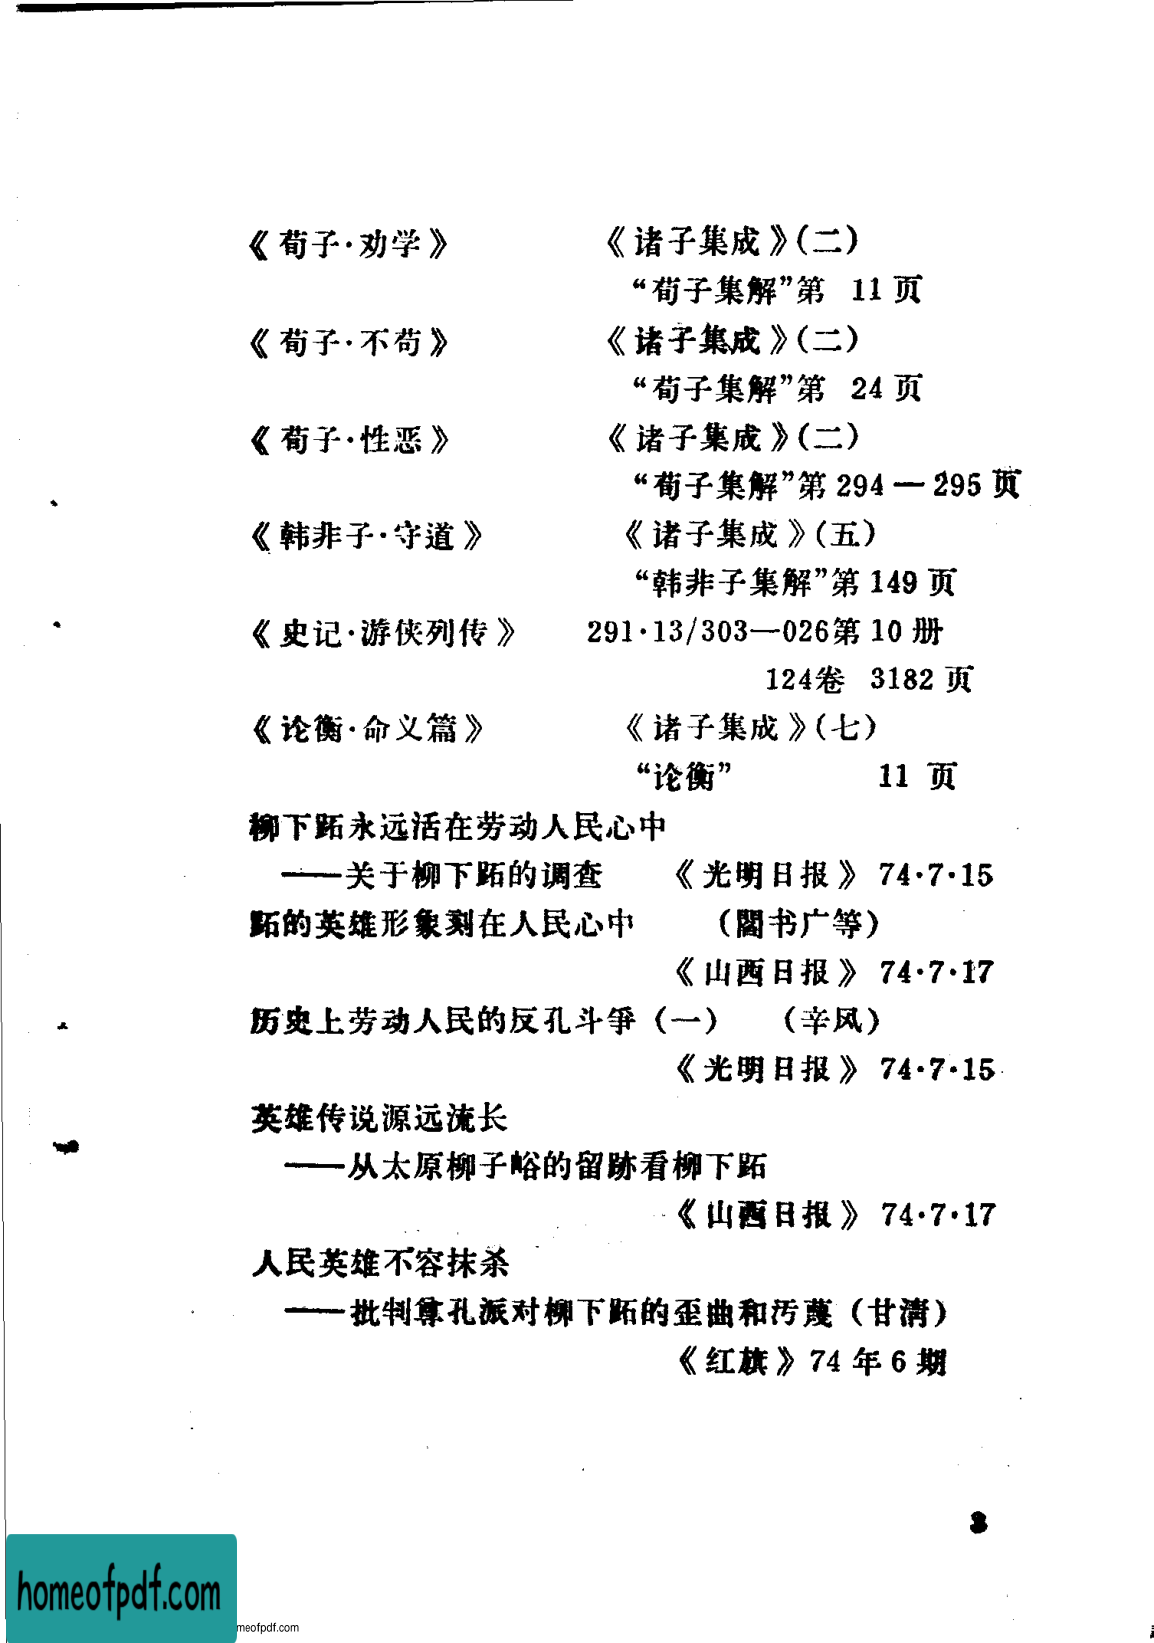 《荀子·劝学》 《诸子集成》(二)
“荀子集解”第 11 页
《荀子·不苟》 《诸子集成》(二)
“荀子集解”第 24 页
《荀子·性恶》 《诸子集成》(二)
“荀子集解”第 294—295 页
《韩非子·守道》 《诸子集成》(五)
“韩非子集解”第 149 页
《史记·游侠列传》 291·13/303—026第 10 册
124卷 3182 页
《论衡·命义篇》 《诸子集成》(七)
“论衡” 11 页
柳下跖永远活在劳动人民心中
——关于柳下跖的调查 《光明日报》 74·7·15
跖的英雄形象刻在人民心中 (閻书广等)
《山西日报》 74·7·17
历史上劳动人民的反孔斗爭(一) (辛风)
《光明日报》 74·7·15
英雄传说源远流长
——从太原柳子峪的留跡看柳下跖
《山西日报》 74·7·17
人民英雄不容抹杀
——批判尊孔派对柳下跖的歪曲和污蔑(甘清)
《红旗》74 年 6 期
3
homeofpdf.com
meofpdf.com